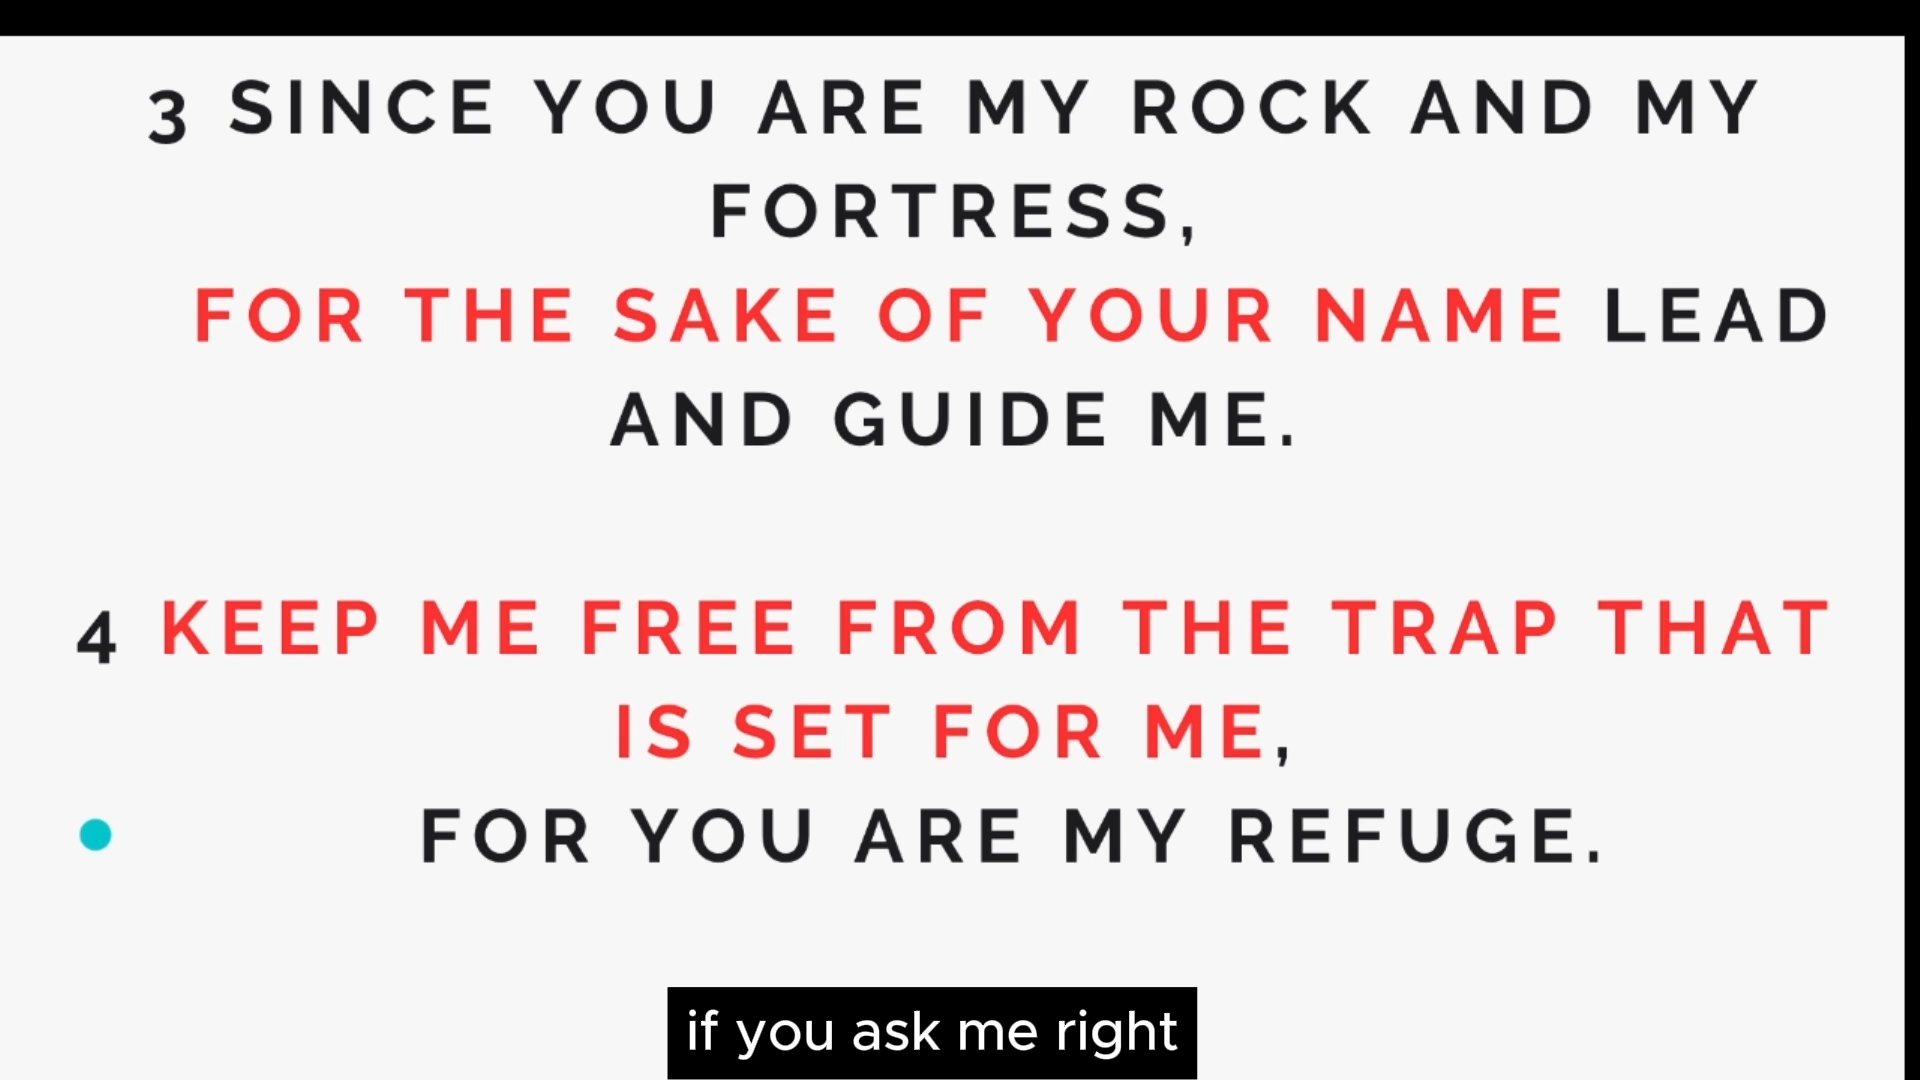 3 SINCE YOU ARE MY ROCK AND MY
FORTRESS,
FOR THE SAKE OF YOUR NAME LEAD
AND GUIDE ME.
4 KEEP ME FREE FROM THE TRAP THAT
IS SET FOR ME,
FOR YOU ARE MY REFUGE.
if you ask me right